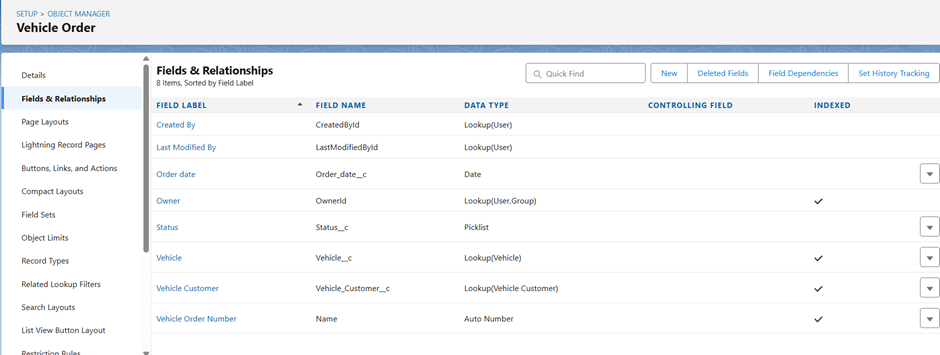 SETUP > OBJECT MANAGER
Vehicle Order
Details
Fields & Relationships
Page Layouts
Lightning Record Pages
Buttons, Links, and Actions
Compact Layouts
Field Sets
Object Limits
Record Types
Related Lookup Filters
Search Layouts
List View Button Layout
Restriction Rules
Fields & Relationships
8 Items, Sorted by Field Label
Quick Find
New
Deleted Fields
Field Dependencies
Set History Tracking
FIELD LABEL FIELD NAME DATA TYPE CONTROLLING FIELD INDEXED
Created By CreatedById Lookup(User)
Last Modified By LastModifiedById Lookup(User)
Order date Order_date__c Date
Owner OwnerId Lookup(User,Group)
Status Status__c Picklist
Vehicle Vehicle__c Lookup(Vehicle)
Vehicle Customer Vehicle_Customer__c Lookup(Vehicle Customer)
Vehicle Order Number Name Auto Number